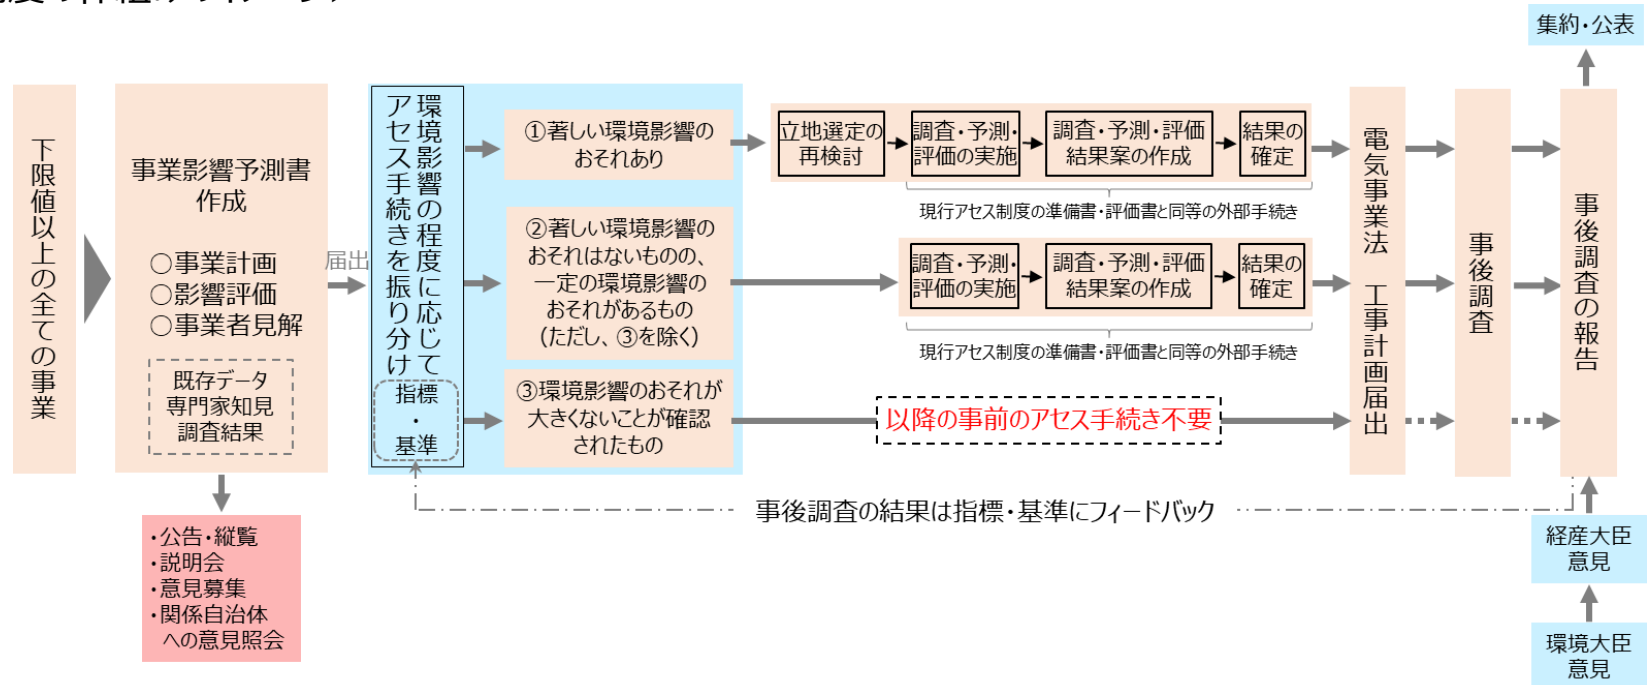 集約・公表
下限値以上の全ての事業
事業影響予測書
作成
○事業計画
○影響評価
○事業者見解
既存データ
専門家知見
調査結果
・公告・縦覧
・説明会
・意見募集
・関係自治体
への意見照会
届出
環境影響の程度に応じて
アセス手続きを振り分け
指標
・
基準
①著しい環境影響の
おそれあり
②著しい環境影響の
おそれはないものの、
一定の環境影響の
おそれがあるもの
(ただし、③を除く)
③環境影響のおそれが
大きくないことが確認
されたもの
立地選定の
再検討
調査・予測・
評価の実施
調査・予測・評価
結果案の作成
結果の
確定
現行アセス制度の準備書・評価書と同等の外部手続き
調査・予測・
評価の実施
調査・予測・評価
結果案の作成
結果の
確定
現行アセス制度の準備書・評価書と同等の外部手続き
以降の事前のアセス手続き不要
電気事業法 工事計画届出
事後調査
事後調査の報告
事後調査の結果は指標・基準にフィードバック
経産大臣
意見
環境大臣
意見